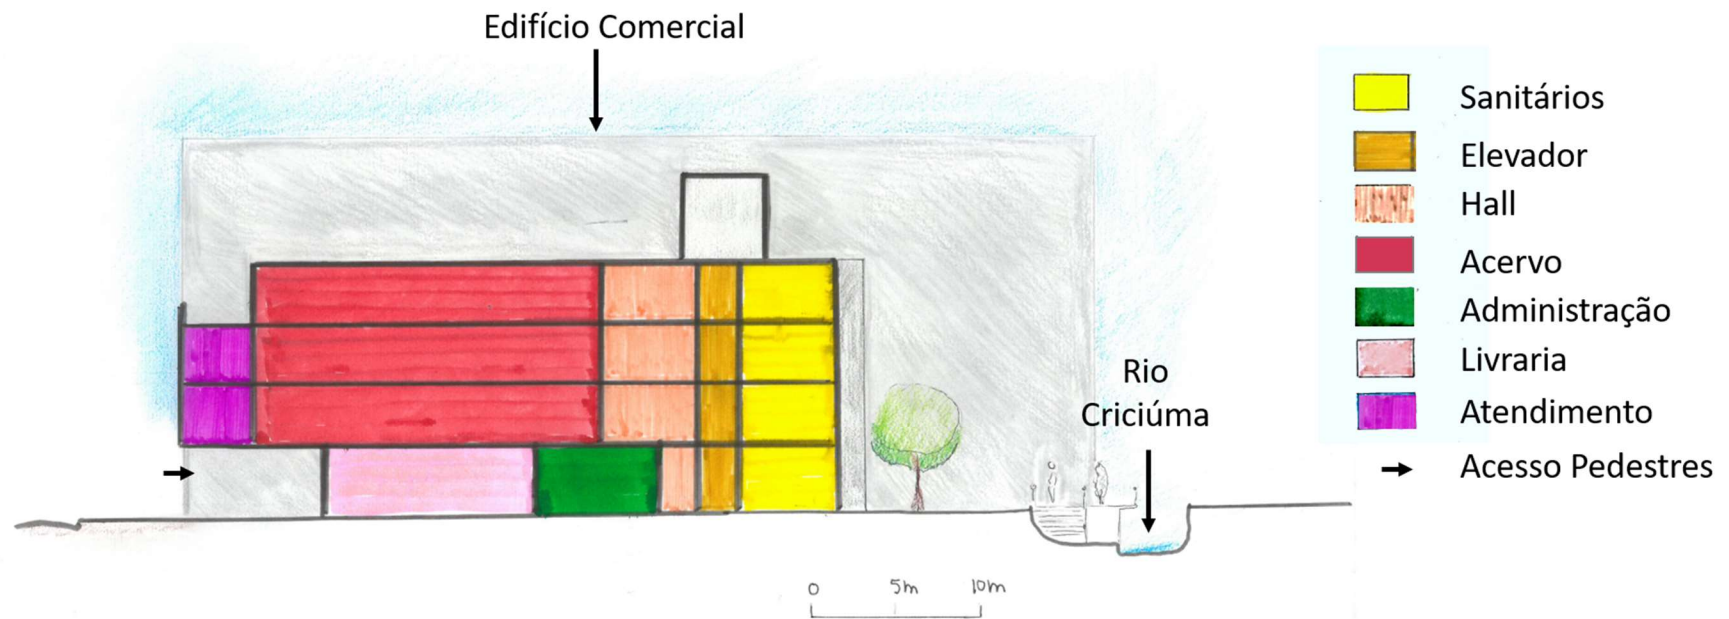 Edifício Comercial
Sanitários
Elevador
Hall
Acervo
Administração
Livraria
Atendimento
Acesso Pedestres
Rio
Criciúma
0 5m 10m